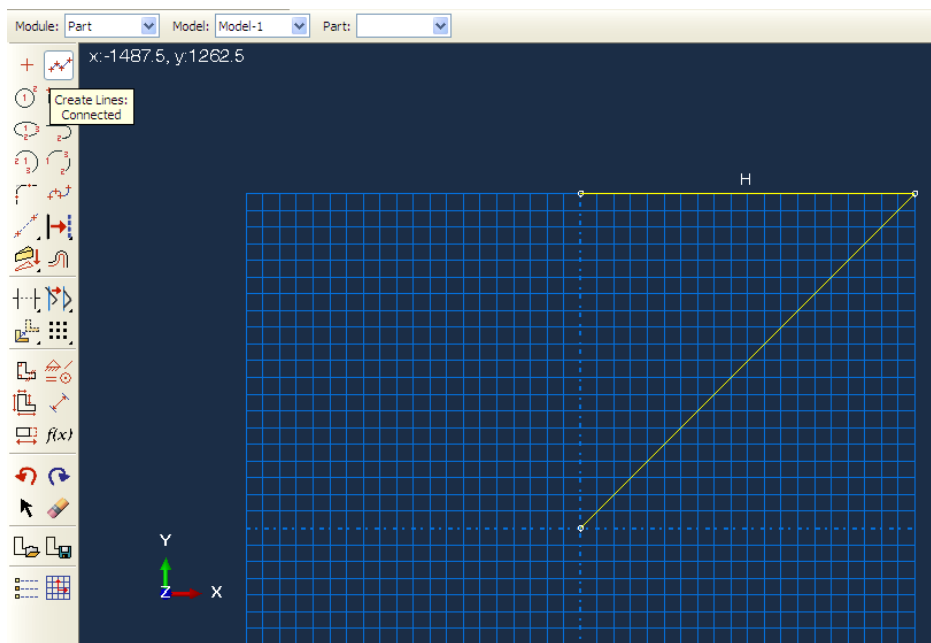 Module: Part Model: Model-1 Part:
x:-1487.5, y:1262.5
Create Lines:
Connected
H
f(x)
Y
Z X